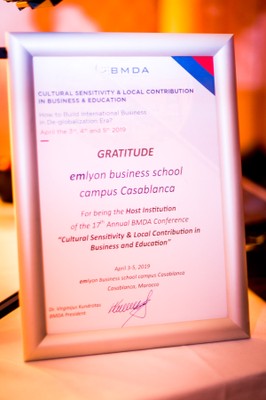 BMDA
CULTURAL SENSITIVITY & LOCAL CONTRIBUTION
IN BUSINESS & EDUCATION
How to Build International Business
in De-globalization Era?
April the 3rd, 4th and 5th 2019
GRATITUDE
emlyon business school
campus Casablanca
For being the Host Institution
of the 17th Annual BMDA Conference
"Cultural Sensitivity & Local Contribution in
Business and Education"
April 3-5, 2019
emlyon business school campus Casablanca
Casablanca, Morocco
Dr. Virginijus Kundrotas
BMDA President